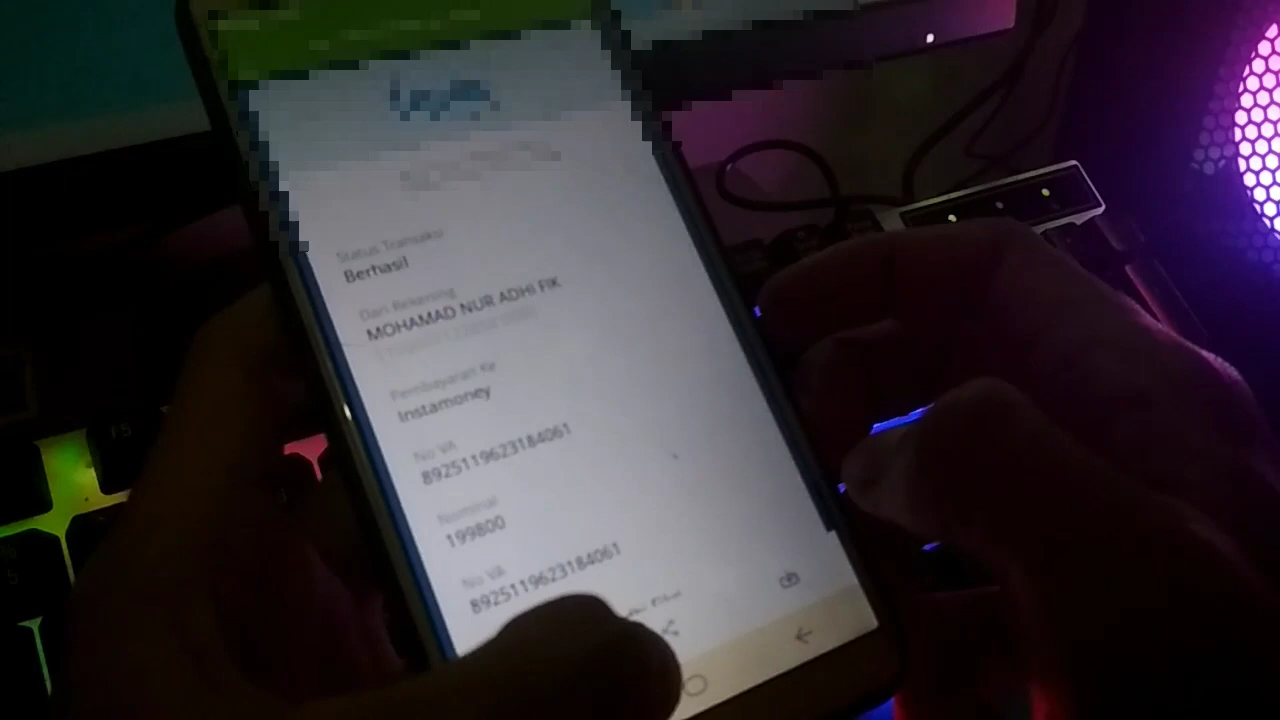 Status Transaksi
Berhasil
Dari Rekening
MOHAMAD NUR ADHI FIK
Pembayaran Ke
Instamoney
No VA
8925119623184061
Nominal
199800
No VA
8925119623184061